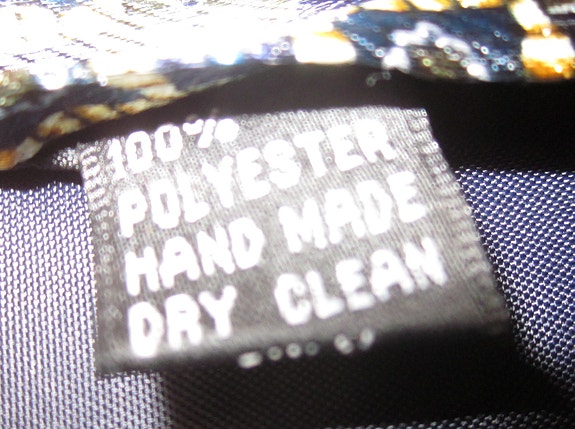 100%
POLYESTER
HAND MADE
DRY CLEAN